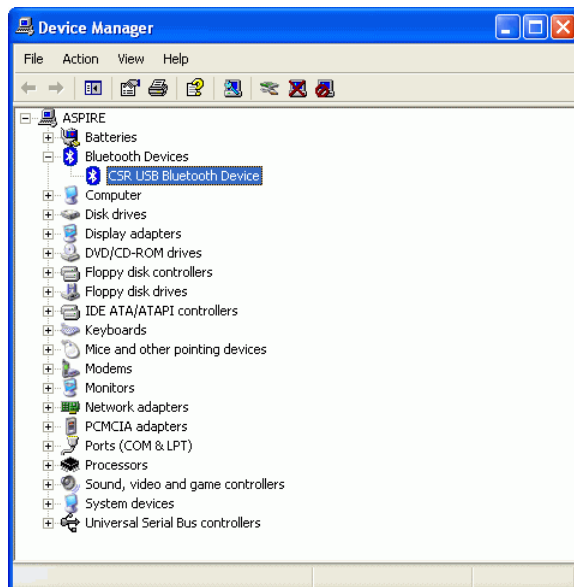 Device Manager
File Action View Help
ASPIRE
Batteries
Bluetooth Devices
CSR USB Bluetooth Device
Computer
Disk drives
Display adapters
DVD/CD-ROM drives
Floppy disk controllers
Floppy disk drives
IDE ATA/ATAPI controllers
Keyboards
Mice and other pointing devices
Modems
Monitors
Network adapters
PCMCIA adapters
Ports (COM & LPT)
Processors
Sound, video and game controllers
System devices
Universal Serial Bus controllers